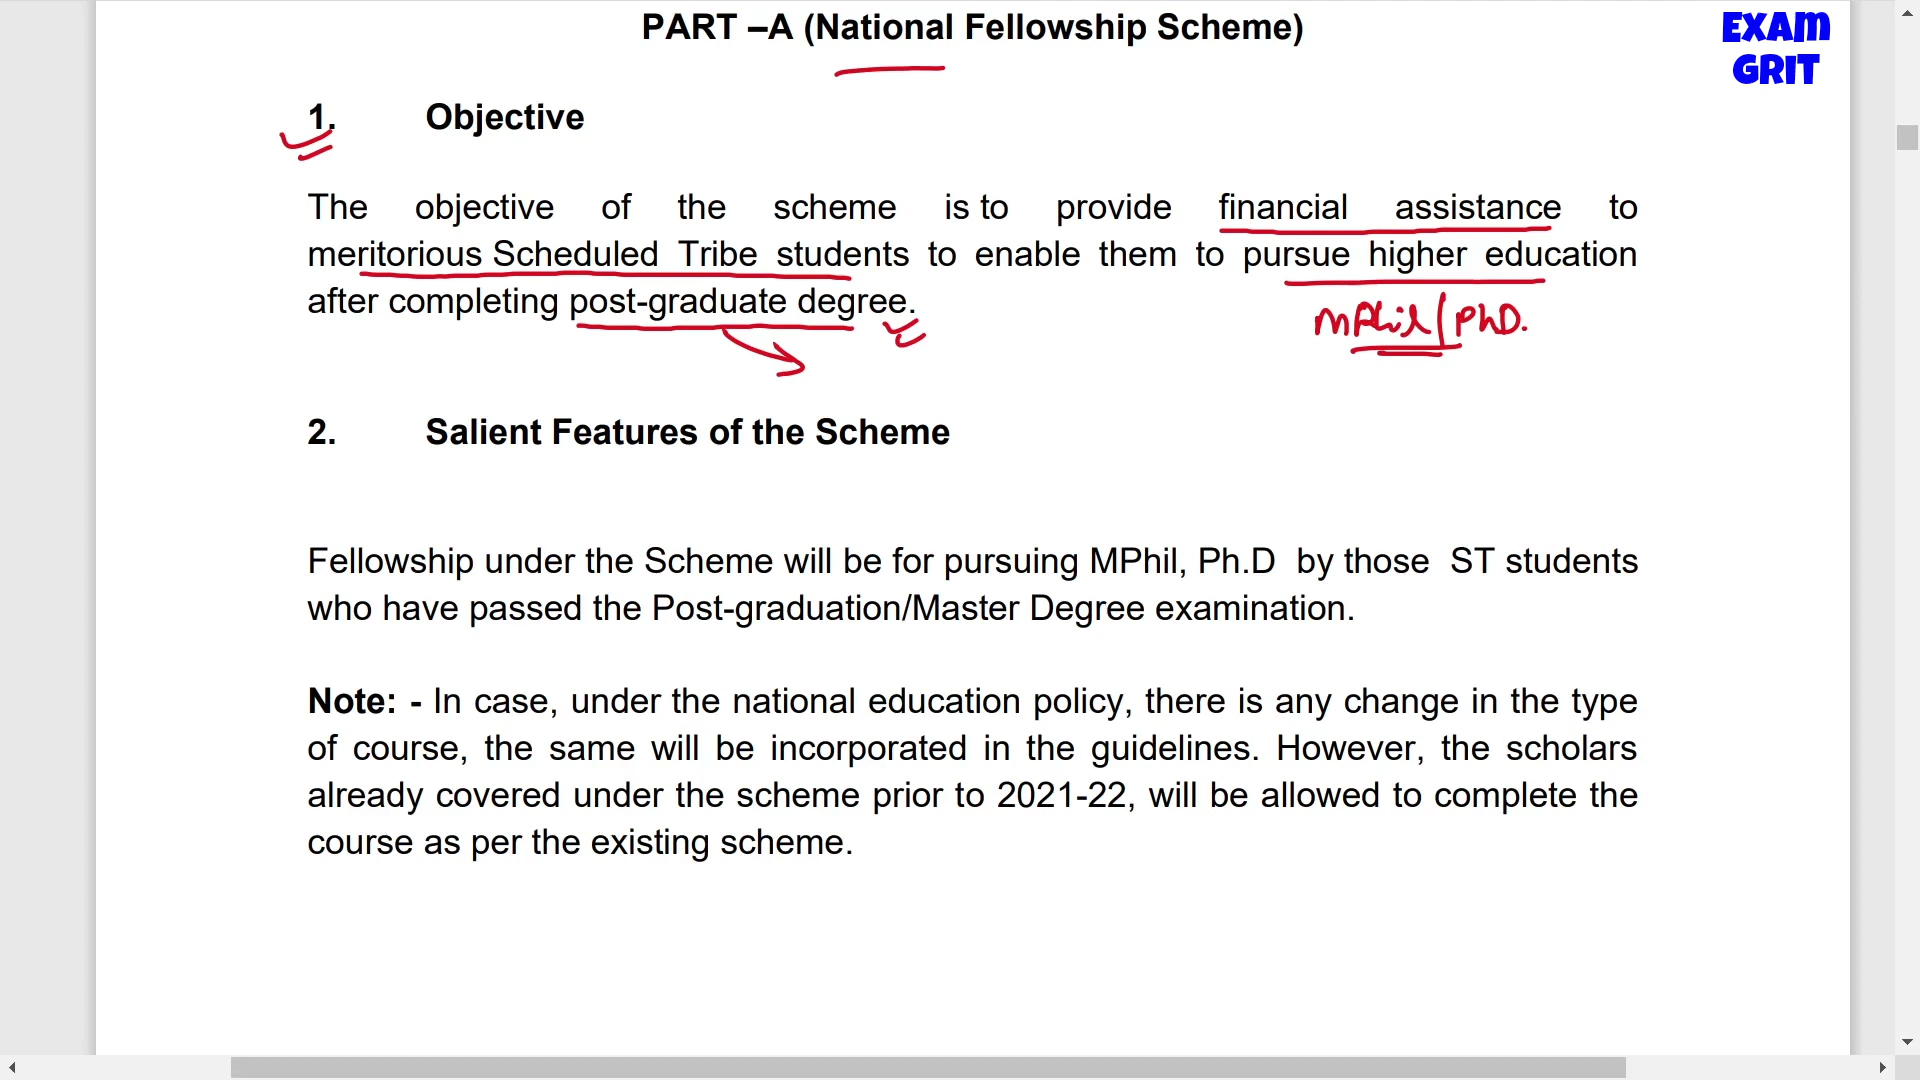 PART –A (National Fellowship Scheme)
EXAM
GRIT
1. Objective
The objective of the scheme is to provide financial assistance to
meritorious Scheduled Tribe students to enable them to pursue higher education
after completing post-graduate degree.
MPhil/PhD.
2. Salient Features of the Scheme
Fellowship under the Scheme will be for pursuing MPhil, Ph.D by those ST students
who have passed the Post-graduation/Master Degree examination.
Note: - In case, under the national education policy, there is any change in the type
of course, the same will be incorporated in the guidelines. However, the scholars
already covered under the scheme prior to 2021-22, will be allowed to complete the
course as per the existing scheme.